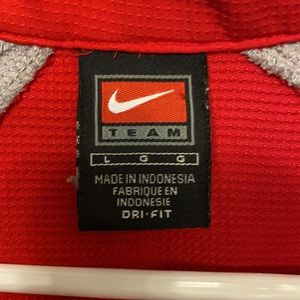 TEAM
L G G
MADE IN INDONESIA
FABRIQUE EN
INDONESIE
DRI•FIT